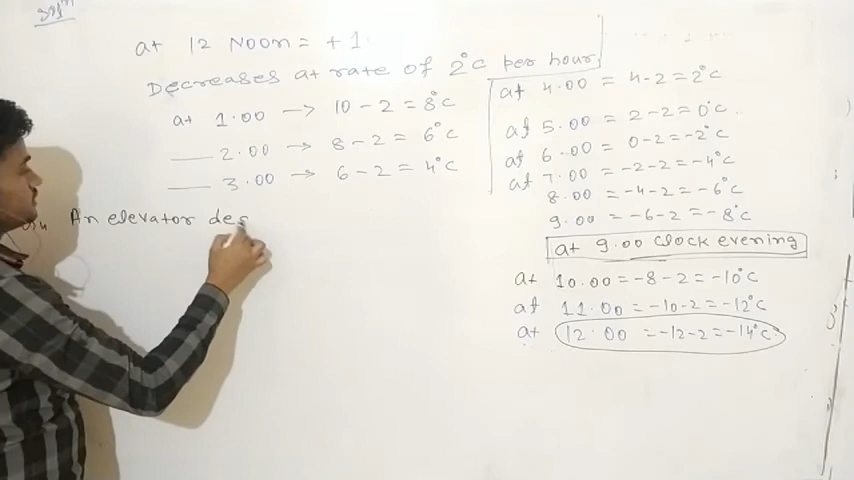 at 12 Noon = +1
Decreases at rate of 2°c per hour
at 1.00 → 10 - 2 = 8°c
2.00 → 8 - 2 = 6°c
3.00 → 6 - 2 = 4°c
at 4.00 = 4-2 = 2°c
at 5.00 = 2-2 = 0°c
at 6.00 = 0-2 = -2°c
at 7.00 = -2-2 = -4°c
8.00 = -4-2 = -6°c
9.00 = -6-2 = -8°c
at 9.00 clock evening
at 10.00 = -8-2 = -10°c
at 11.00 = -10-2 = -12°c
at 12.00 = -12-2 = -14°c
An elevator des